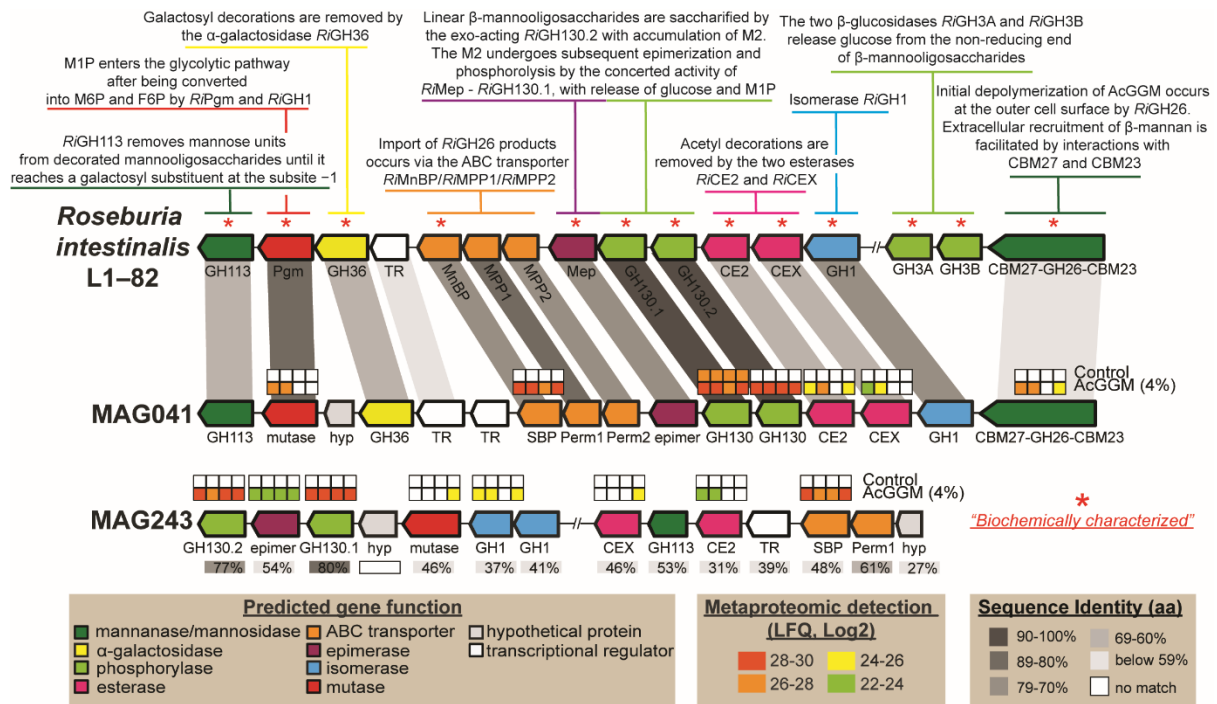 Galactosyl decorations are removed by
the α-galactosidase RiGH36
Linear β-mannooligosaccharides are saccharified by
the exo-acting RiGH130.2 with accumulation of M2.
The M2 undergoes subsequent epimerization and
phosphorolysis by the concerted activity of
RiMep - RiGH130.1, with release of glucose and M1P
The two β-glucosidases RiGH3A and RiGH3B
release glucose from the non-reducing end
of β-mannooligosaccharides
M1P enters the glycolytic pathway
after being converted
into M6P and F6P by RiPgm and RiGH1
Isomerase RiGH1
Initial depolymerization of AcGGM occurs
at the outer cell surface by RiGH26.
Extracellular recruitment of β-mannan is
facilitated by interactions with
CBM27 and CBM23
RiGH113 removes mannose units
from decorated mannooligosaccharides until it
reaches a galactosyl substituent at the subsite −1
Import of RiGH26 products
occurs via the ABC transporter
RiMnBP/RiMPP1/RiMPP2
Acetyl decorations are
removed by the two esterases
RiCE2 and RiCEX
* * * * * * * * * * * * * * *
Roseburia
intestinalis
L1–82
GH113 Pgm GH36 TR MnBP MPP1 MPP2 Mep GH130.1 GH130.2 CE2 CEX GH1 // GH3A GH3B CBM27-GH26-CBM23
Control
AcGGM (4%)
MAG041
GH113 mutase hyp GH36 TR TR SBP Perm1 Perm2 epimer GH130 GH130 CE2 CEX GH1 CBM27-GH26-CBM23
Control
AcGGM (4%)
MAG243
//
GH130.2 epimer GH130.1 hyp mutase GH1 GH1 CEX GH113 CE2 TR SBP Perm1 hyp
77% 54% 80% 46% 37% 41% 46% 53% 31% 39% 48% 61% 27%
*
“Biochemically characterized”
Predicted gene function
mannanase/mannosidase
α-galactosidase
phosphorylase
esterase
ABC transporter
epimerase
isomerase
mutase
hypothetical protein
transcriptional regulator
Metaproteomic detection
(LFQ, Log2)
28-30
26-28
24-26
22-24
Sequence Identity (aa)
90-100%
89-80%
79-70%
69-60%
below 59%
no match